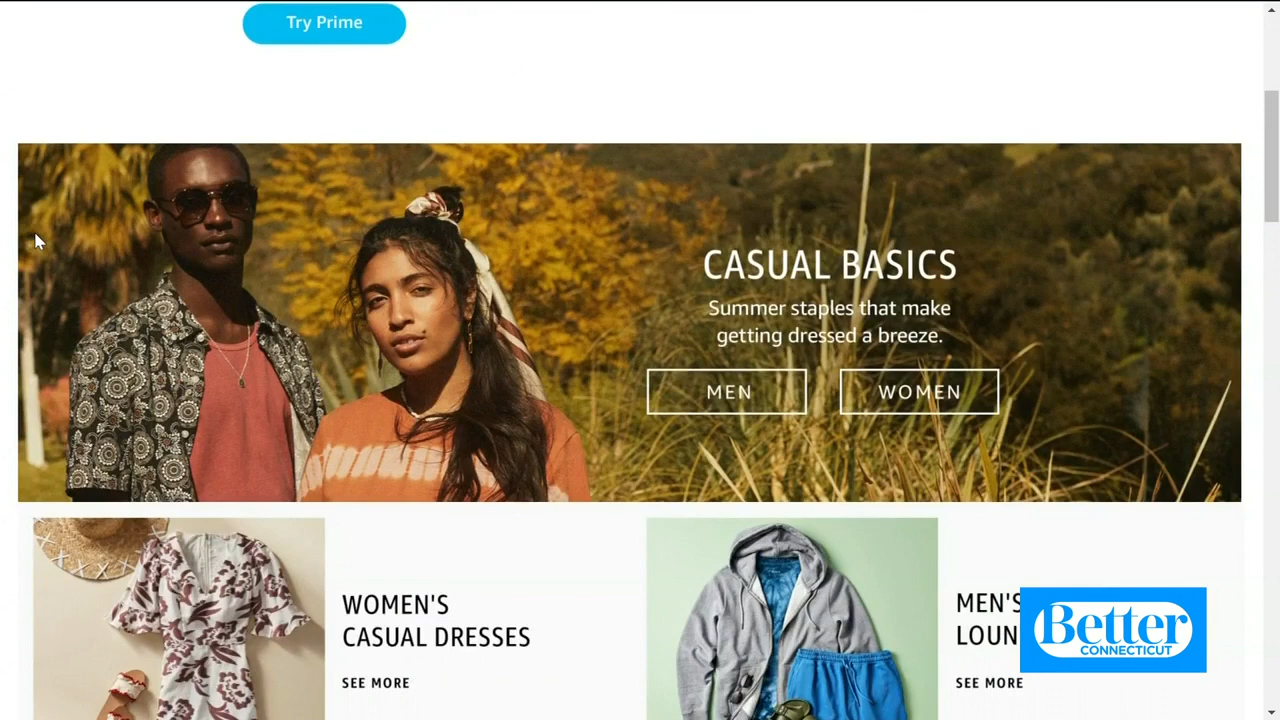 Try Prime
CASUAL BASICS
Summer staples that make
getting dressed a breeze.
MEN
WOMEN
WOMEN'S
CASUAL DRESSES
SEE MORE
MEN'S
SEE MORE
Better
CONNECTICUT